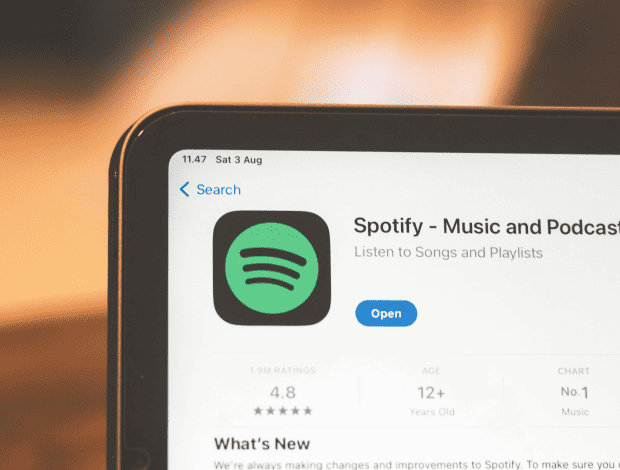 11.47 Sat 3 Aug
Search
Spotify - Music and Podcast
Listen to Songs and Playlists
Open
1.9M RATINGS
AGE
CHART
4.8
12+
No.1
★★★★★
Years Old
Music
What's New
We're always making changes and improvements to Spotify. To make sure you